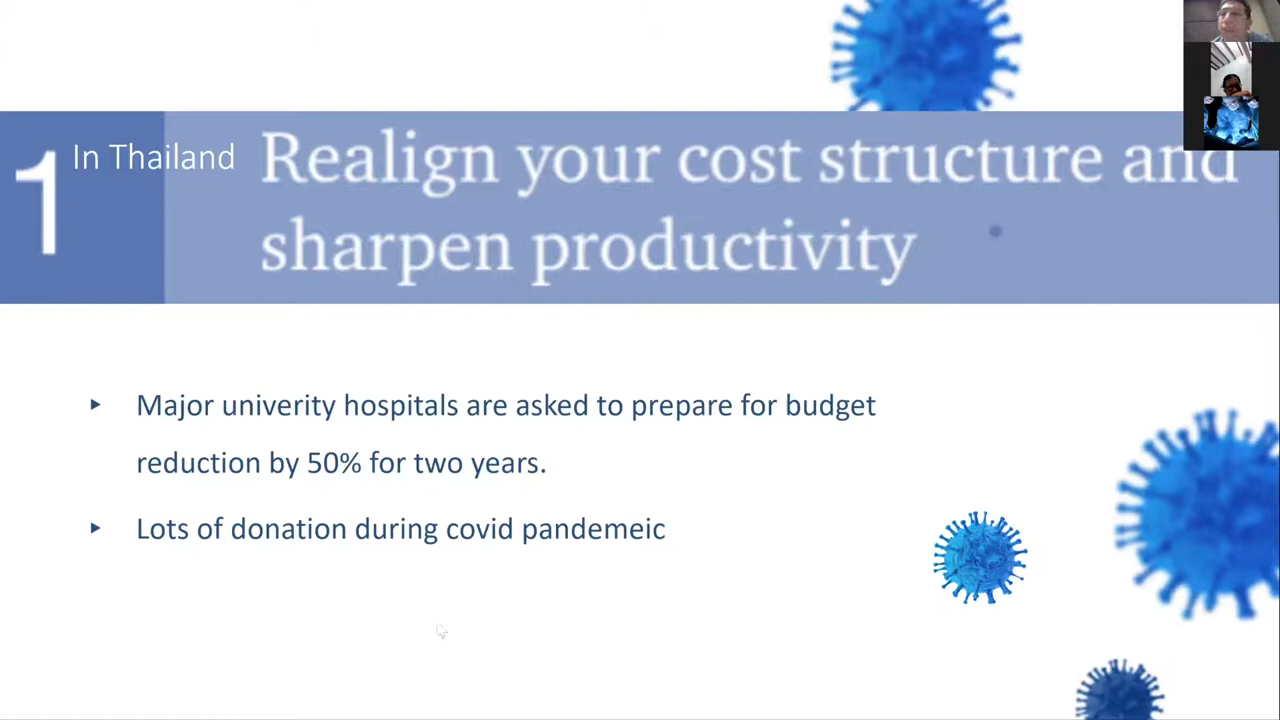 1
In Thailand
Realign your cost structure and
sharpen productivity
Major univerity hospitals are asked to prepare for budget
reduction by 50% for two years.
Lots of donation during covid pandemeic